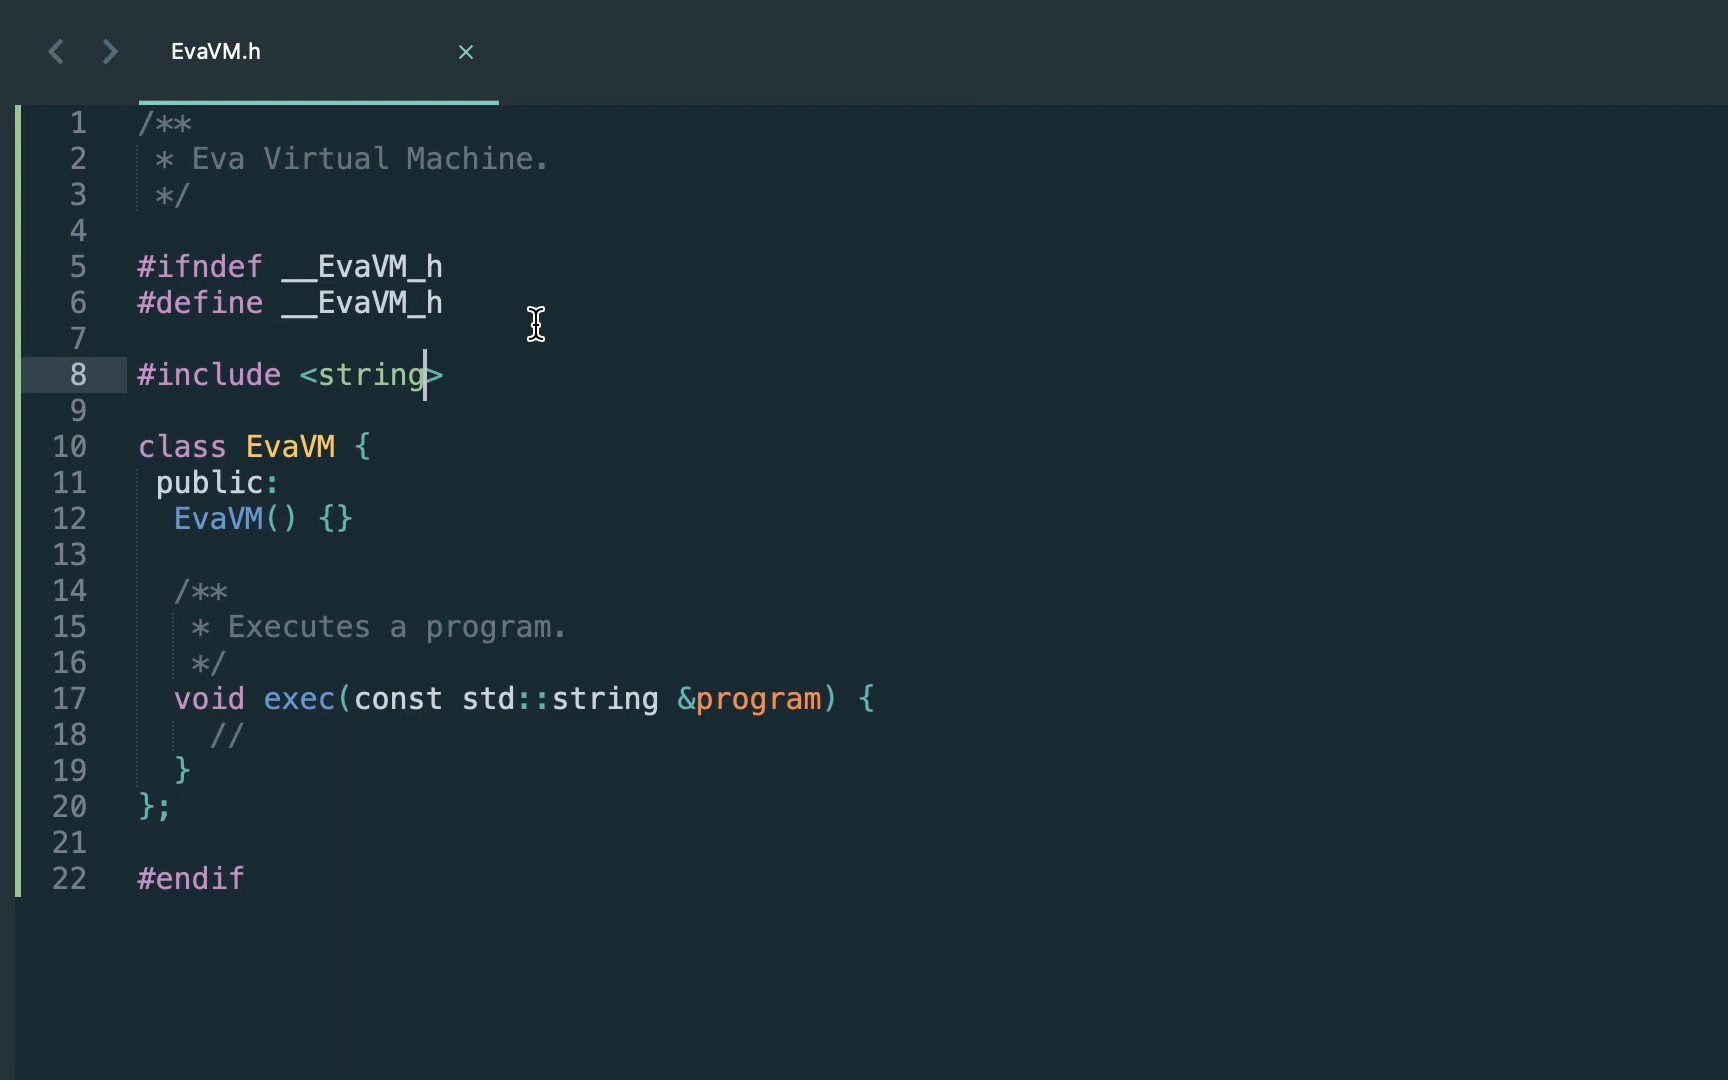 EvaVM.h ×
1 /**
2  * Eva Virtual Machine.
3  */
4
5 #ifndef __EvaVM_h
6 #define __EvaVM_h
7
8 #include <string>
9
10 class EvaVM {
11  public:
12   EvaVM() {}
13
14   /**
15    * Executes a program.
16    */
17   void exec(const std::string &program) {
18     //
19   }
20 };
21
22 #endif